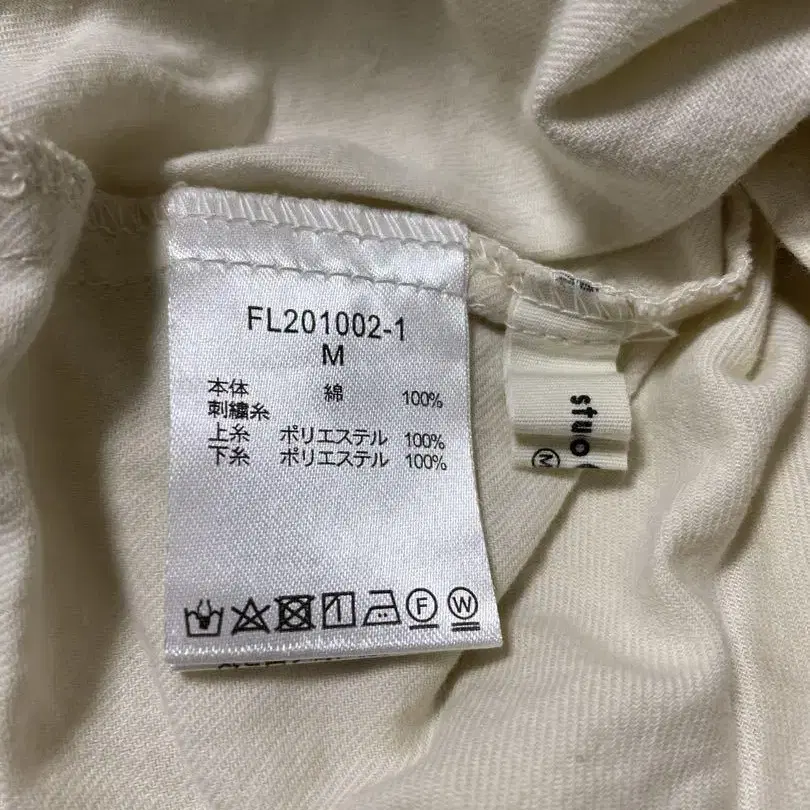 FL201002-1
M
本体 綿 100%
刺繍糸
上糸 ポリエステル 100%
下糸 ポリエステル 100%
F W
M